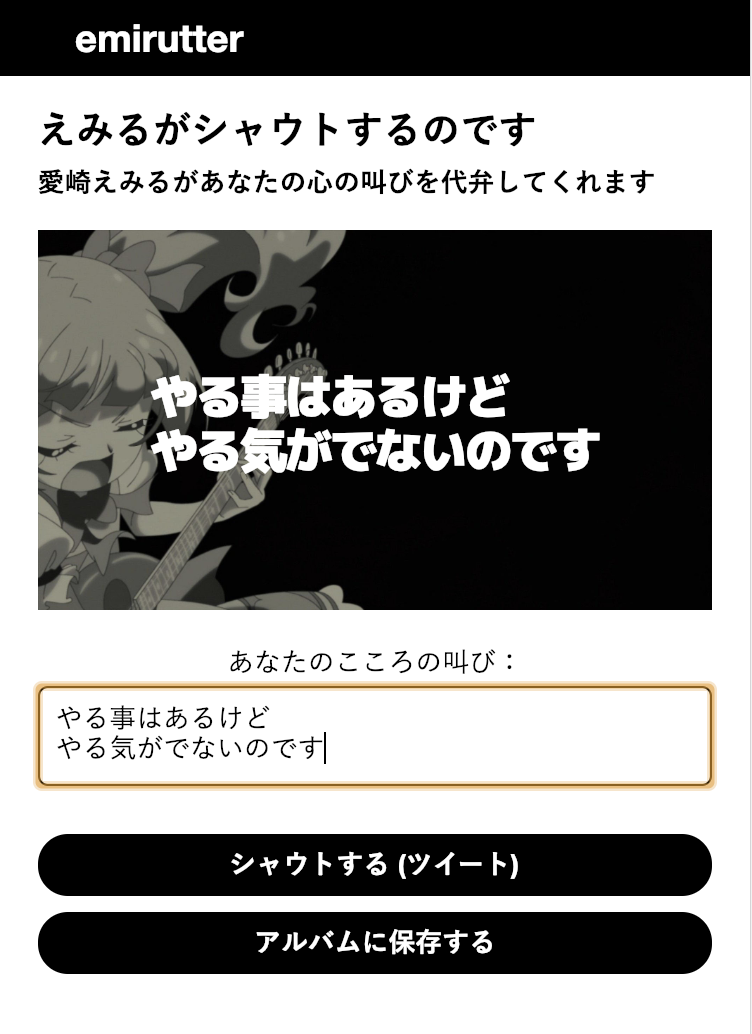 emirutter
えみるがシャウトするのです
愛崎えみるがあなたの心の叫びを代弁してくれます
やる事はあるけど
やる気がでないのです
あなたのこころの叫び：
やる事はあるけど
やる気がでないのです
シャウトする (ツイート)
アルバムに保存する